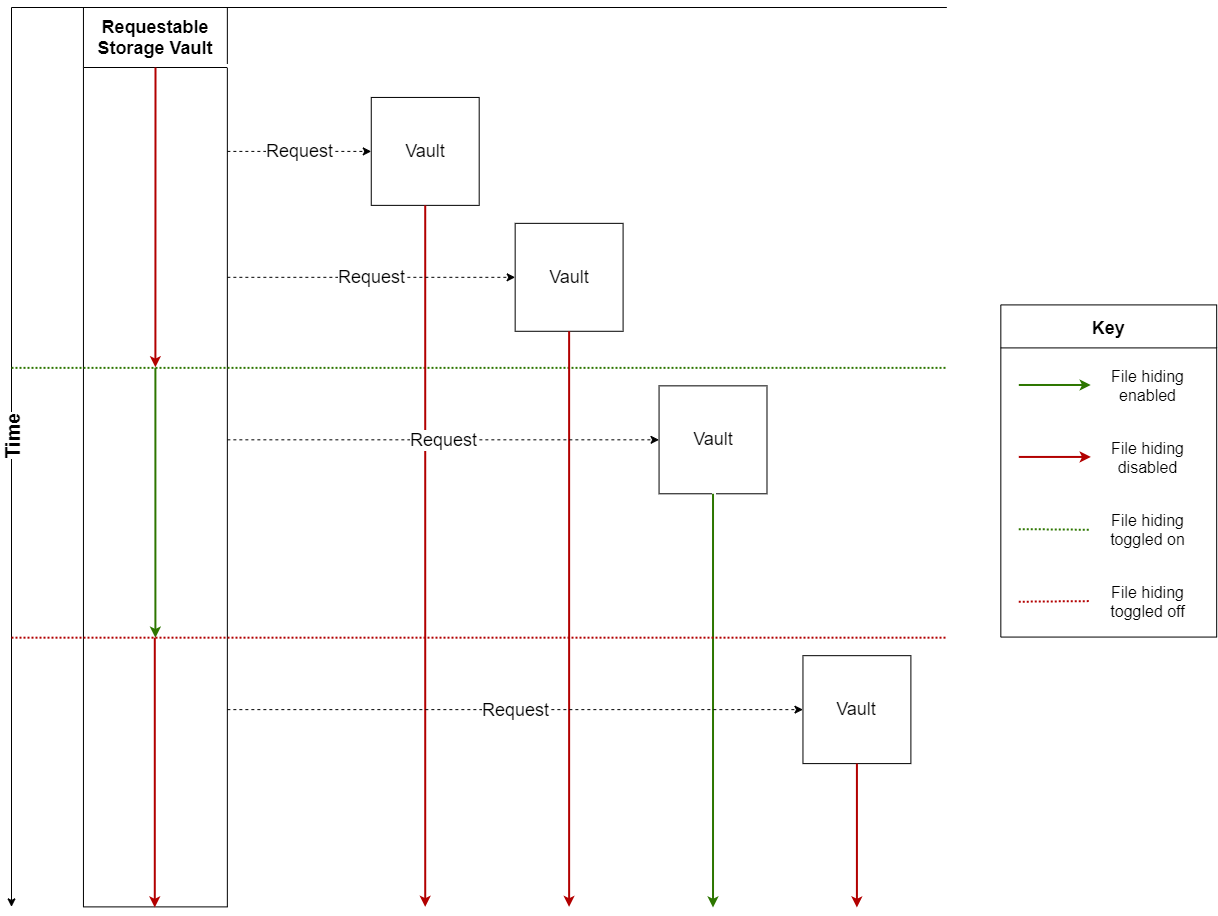 Requestable
Storage Vault
Request
Vault
Request
Vault
Time
Request
Vault
Request
Vault
Key
File hiding
enabled
File hiding
disabled
File hiding
toggled on
File hiding
toggled off